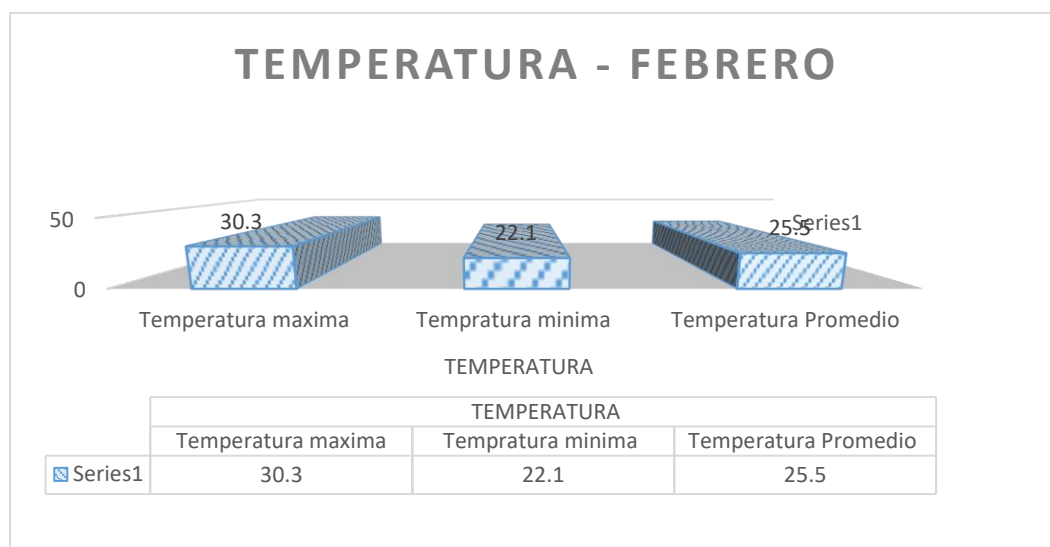 TEMPERATURA - FEBRERO
50
30.3
22.1
25.5
Series1
0
Temperatura maxima
Tempratura minima
Temperatura Promedio
TEMPERATURA
TEMPERATURA
Temperatura maxima
Tempratura minima
Temperatura Promedio
Series1
30.3
22.1
25.5